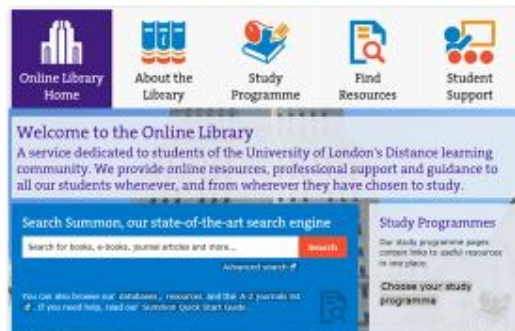 Online Library
Home
About the
Library
Study
Programme
Find
Resources
Student
Support
Welcome to the Online Library
A service dedicated to students of the University of London's Distance learning
community. We provide online resources, professional support and guidance to
all our students whenever, and from wherever they have chosen to study.
Search Summon, our state-of-the-art search engine
Search for books, e-books, journal articles and more...
Search
Advanced search
You can also browse our databases, resources and the A-Z journals list
. If you need help, read our Summon Quick Start Guide.
Study Programmes
Our study programme pages
contain links to useful resources
in one place.
Choose your study
programme